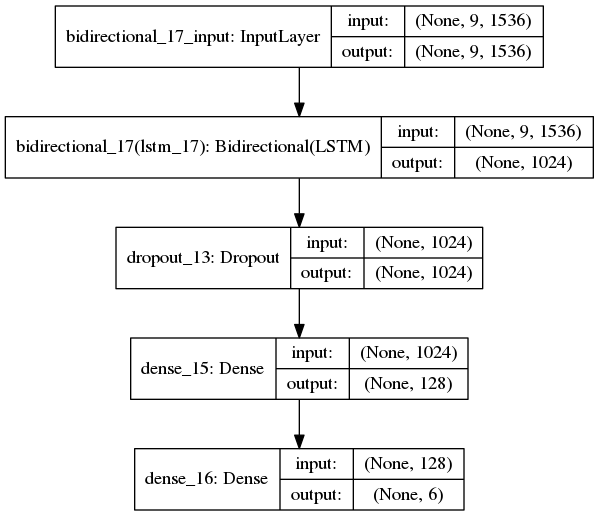 bidirectional_17_input: InputLayer
input: (None, 9, 1536)
output: (None, 9, 1536)
bidirectional_17(lstm_17): Bidirectional(LSTM)
input: (None, 9, 1536)
output: (None, 1024)
dropout_13: Dropout
input: (None, 1024)
output: (None, 1024)
dense_15: Dense
input: (None, 1024)
output: (None, 128)
dense_16: Dense
input: (None, 128)
output: (None, 6)